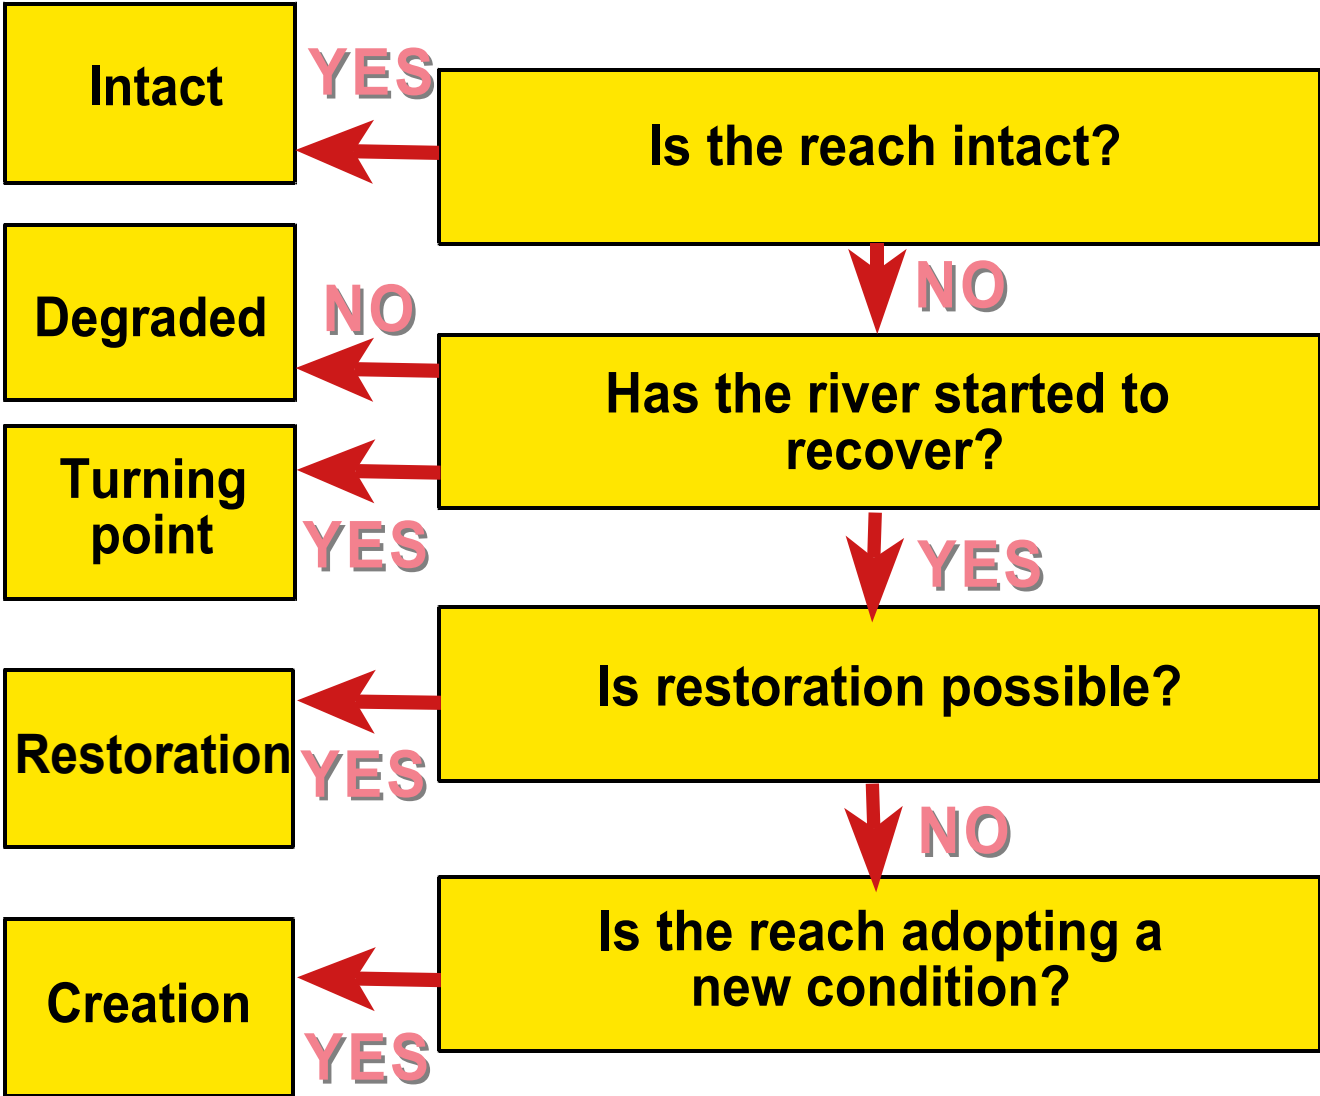 Intact
YES
Is the reach intact?
NO
Degraded
NO
Has the river started to
recover?
Turning
point
YES
YES
Is restoration possible?
Restoration
YES
NO
Is the reach adopting a
new condition?
Creation
YES